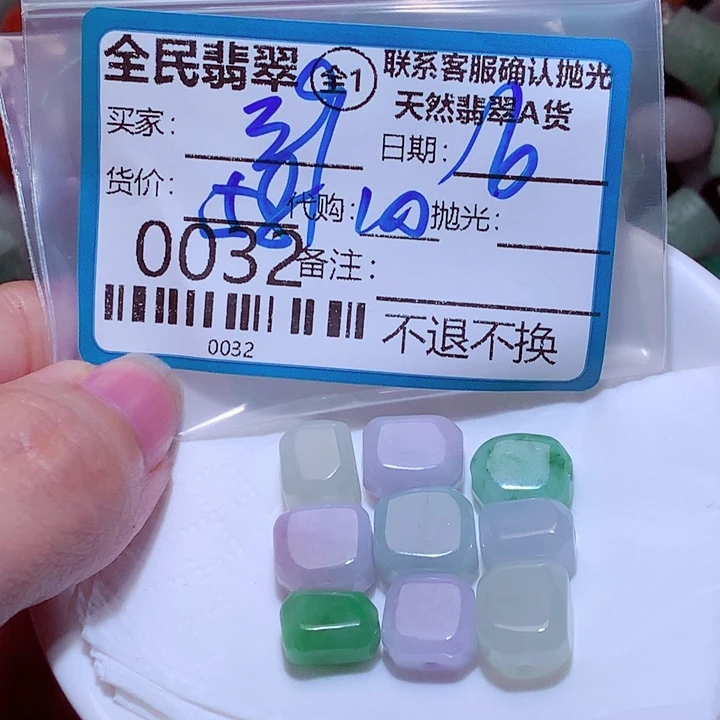 全民翡翠 全1 联系客服确认抛光
天然翡翠A货
买家： 日期：16
货价： 代购：10 抛光：
0032 备注：
0032 不退不换